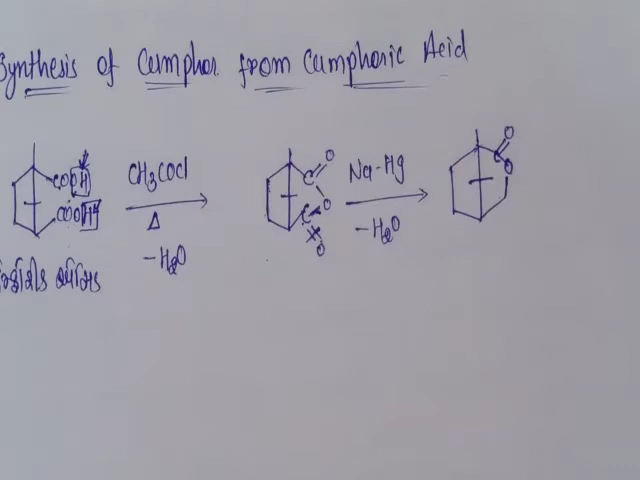 Synthesis of Camphor from Camphoric Acid
COOH
COOH
CH3COCl
Δ
-H2O
C
O
O
C
O
Na-Hg
-H2O
C
O
O